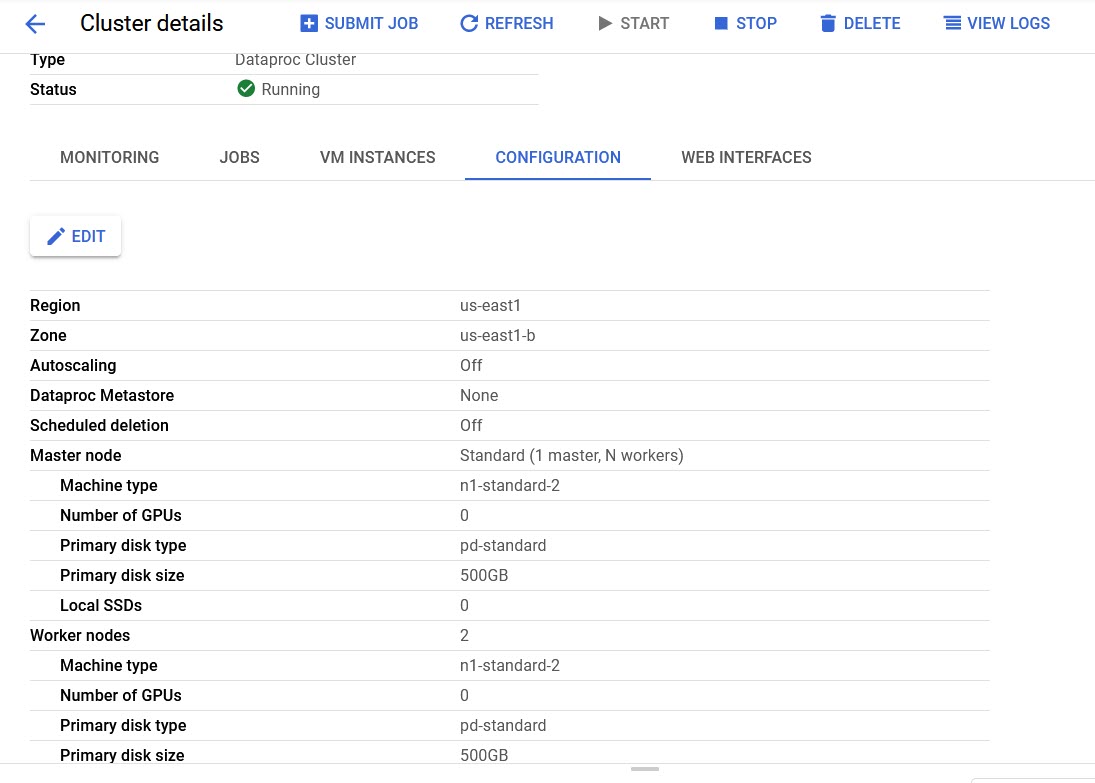 Cluster details SUBMIT JOB REFRESH START STOP DELETE VIEW LOGS
Type Dataproc Cluster
Status Running
MONITORING JOBS VM INSTANCES CONFIGURATION WEB INTERFACES
EDIT
Region us-east1
Zone us-east1-b
Autoscaling Off
Dataproc Metastore None
Scheduled deletion Off
Master node Standard (1 master, N workers)
Machine type n1-standard-2
Number of GPUs 0
Primary disk type pd-standard
Primary disk size 500GB
Local SSDs 0
Worker nodes 2
Machine type n1-standard-2
Number of GPUs 0
Primary disk type pd-standard
Primary disk size 500GB